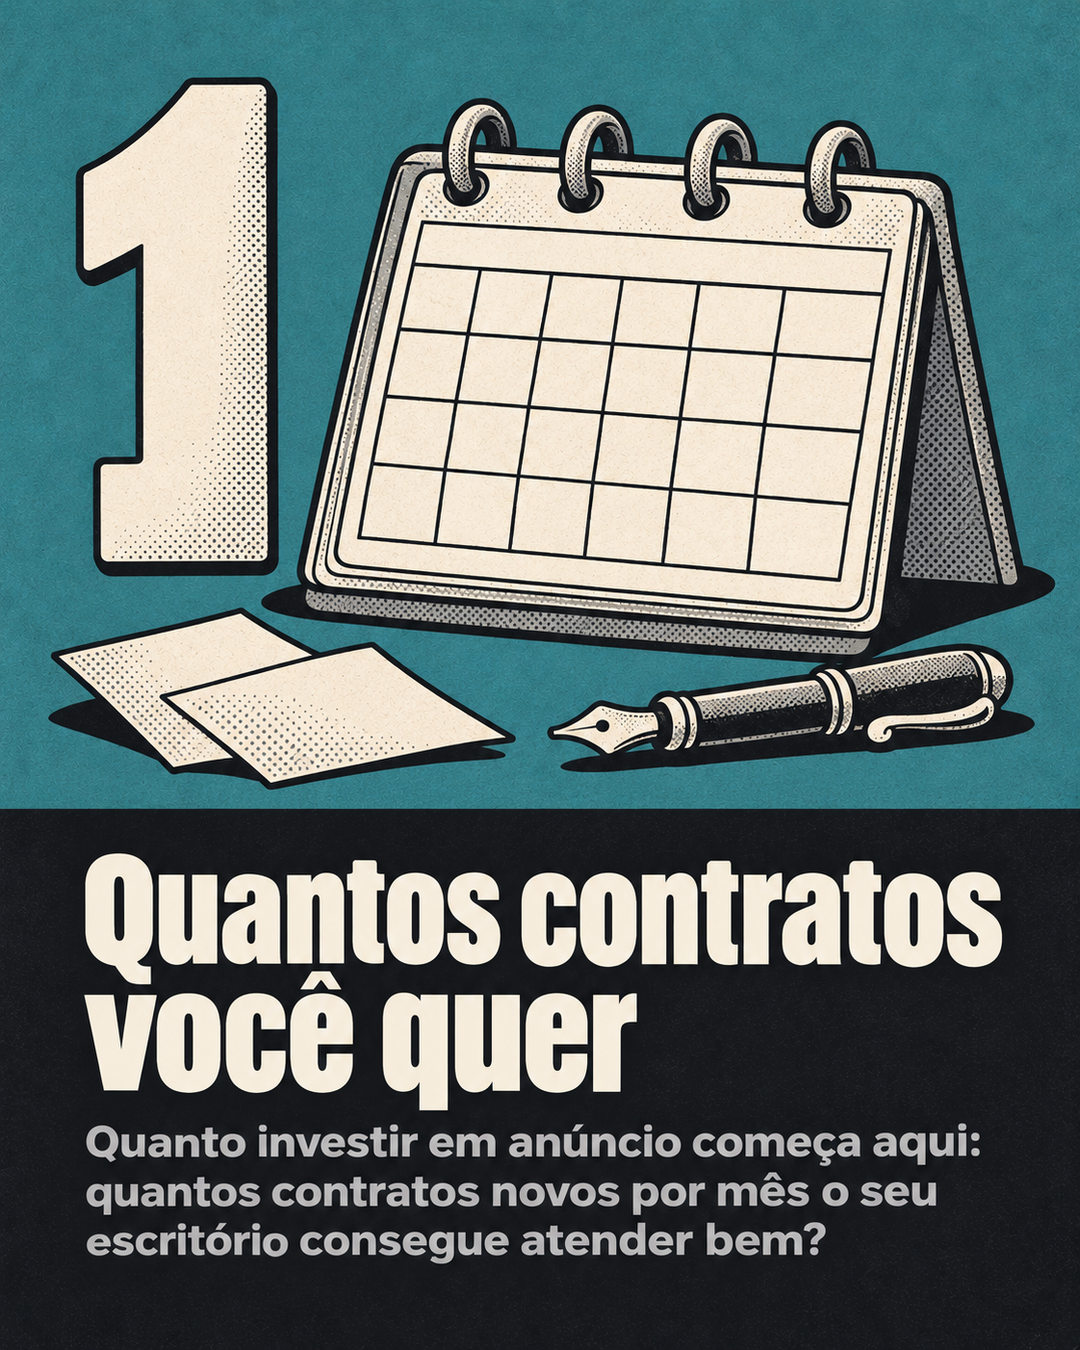 1
Quantos contratos
você quer
Quanto investir em anúncio começa aqui:
quantos contratos novos por mês o seu
escritório consegue atender bem?